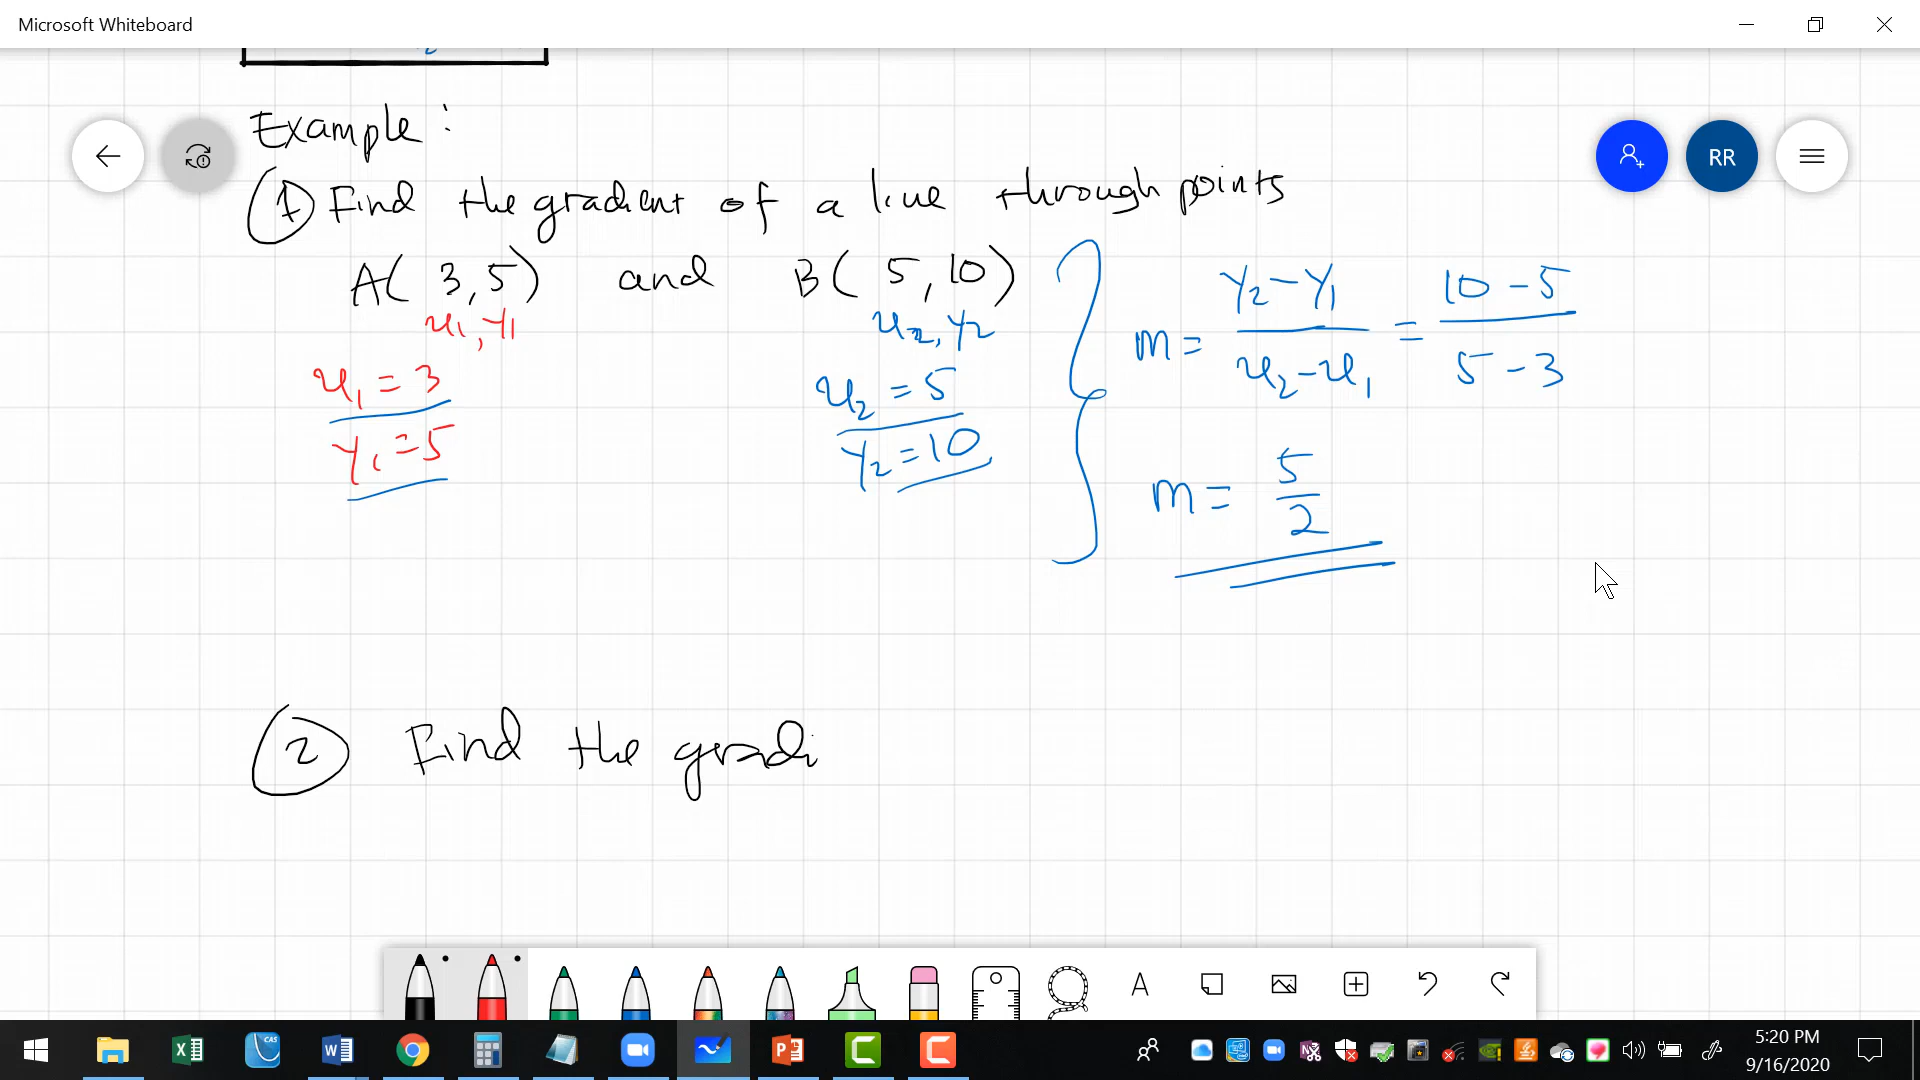 Microsoft Whiteboard
Example:
① Find the gradient of a line through points
A( 3, 5) and B( 5, 10)
x₁, y₁
x₂, y₂
x₁ = 3
y₁ = 5
x₂ = 5
y₂ = 10
m = (y₂ - y₁)/(x₂ - x₁) = (10 - 5)/(5 - 3)
m = 5/2
② Find the gradi
RR
A
5:20 PM
9/16/2020